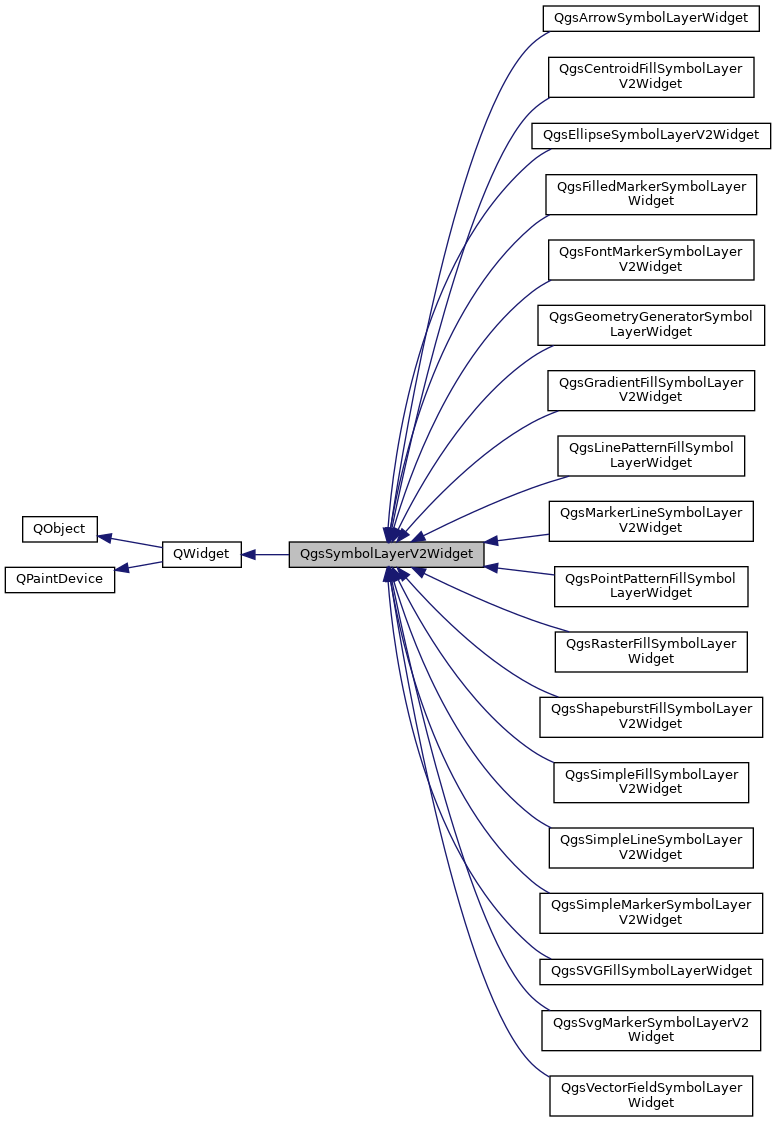 QgsArrowSymbolLayerWidget
QgsCentroidFillSymbolLayer
V2Widget
QgsEllipseSymbolLayerV2Widget
QgsFilledMarkerSymbolLayer
Widget
QgsFontMarkerSymbolLayer
V2Widget
QgsGeometryGeneratorSymbol
LayerWidget
QgsGradientFillSymbolLayer
V2Widget
QgsLinePatternFillSymbol
LayerWidget
QgsMarkerLineSymbolLayer
V2Widget
QObject
QPaintDevice
QWidget
QgsSymbolLayerV2Widget
QgsPointPatternFillSymbol
LayerWidget
QgsRasterFillSymbolLayer
Widget
QgsShapeburstFillSymbolLayer
V2Widget
QgsSimpleFillSymbolLayer
V2Widget
QgsSimpleLineSymbolLayer
V2Widget
QgsSimpleMarkerSymbolLayer
V2Widget
QgsSVGFillSymbolLayerWidget
QgsSvgMarkerSymbolLayerV2
Widget
QgsVectorFieldSymbolLayer
Widget